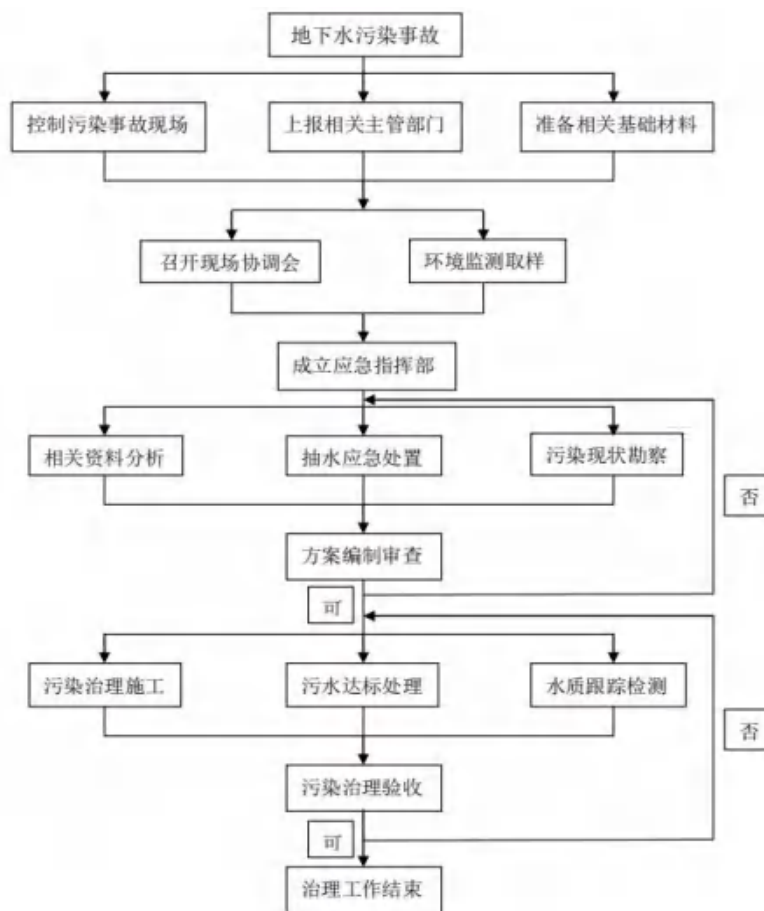 地下水污染事故
控制污染事故现场
上报相关主管部门
准备相关基础材料
召开现场协调会
环境监测取样
成立应急指挥部
相关资料分析
抽水应急处置
污染现状勘察
否
方案编制审查
可
污染治理施工
污水达标处理
水质跟踪检测
否
污染治理验收
可
治理工作结束